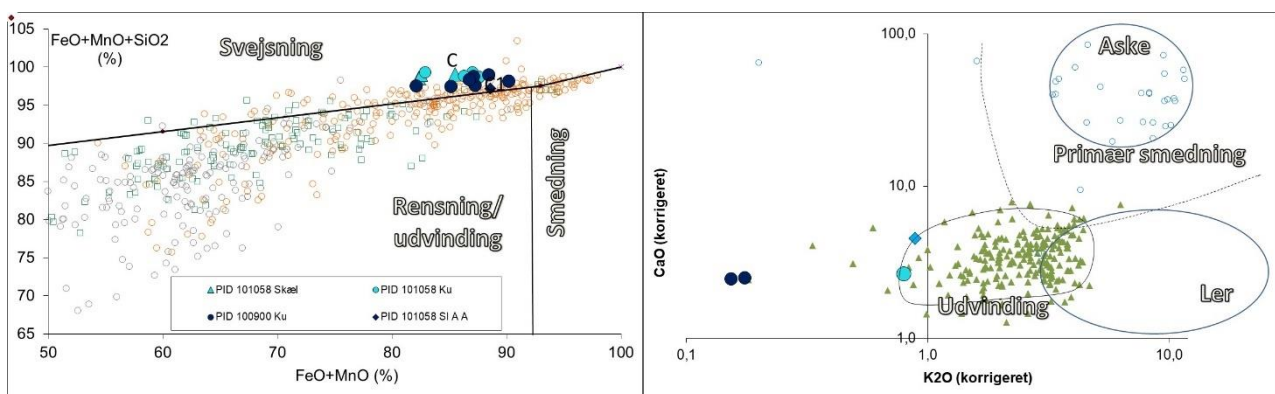 105
100
95
90
85
80
75
70
65
50
60
70
80
90
100
FeO+MnO+SiO2
(%)
Svejsning
C
Rensning/
udvinding
Smedning
PID 101058 Skæl
PID 101058 Ku
PID 100900 Ku
PID 101058 Sl A A
FeO+MnO (%)
100,0
10,0
1,0
0,1
1,0
10,0
CaO (korrigeret)
Aske
Primær smedning
Udvinding
Ler
K2O (korrigeret)